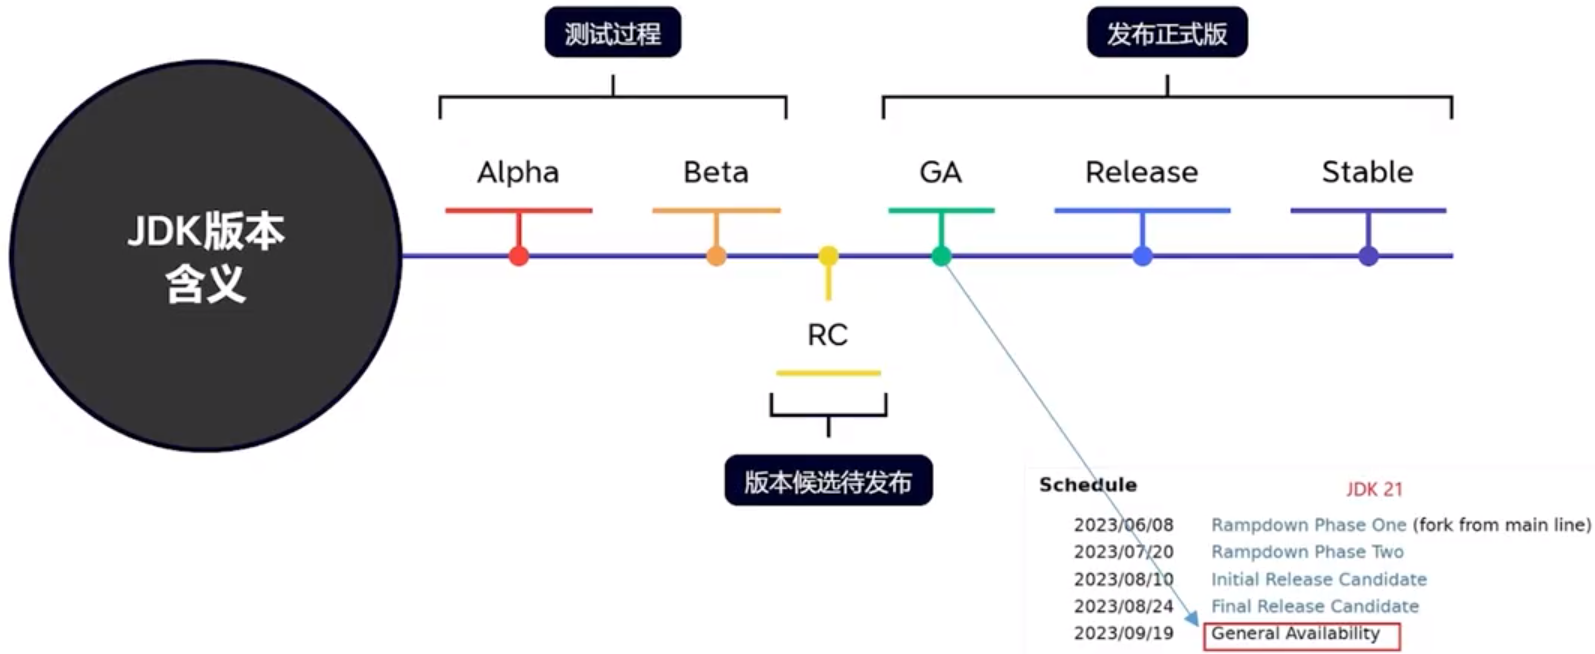 测试过程
发布正式版
Alpha
Beta
GA
Release
Stable
JDK版本
含义
RC
版本候选待发布
Schedule
JDK 21
2023/06/08 Rampdown Phase One (fork from main line)
2023/07/20 Rampdown Phase Two
2023/08/10 Initial Release Candidate
2023/08/24 Final Release Candidate
2023/09/19 General Availability